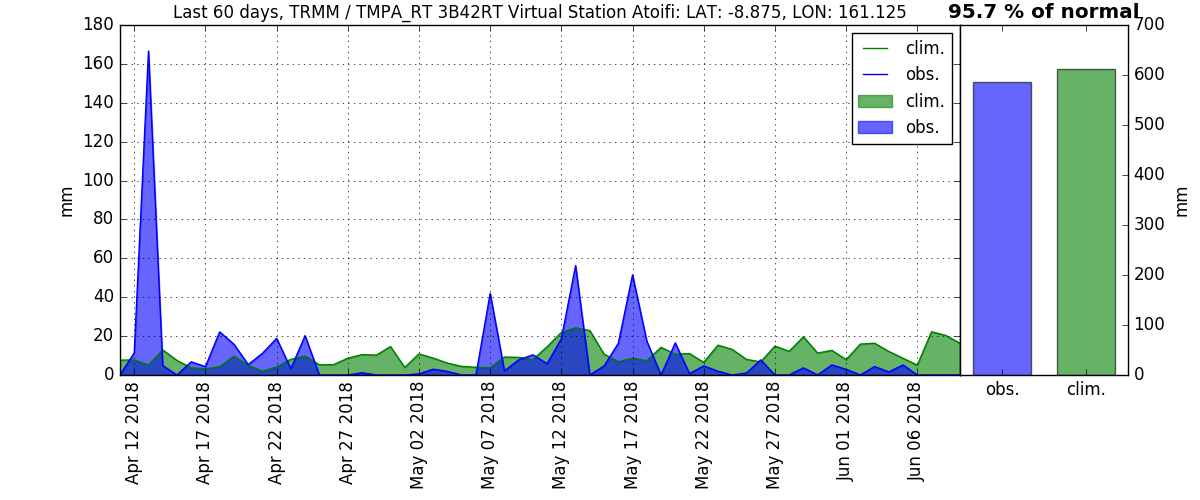 Last 60 days, TRMM / TMPA_RT 3B42RT Virtual Station Atoifi: LAT: -8.875, LON: 161.125
95.7 % of normal
180
160
140
120
100
80
60
40
20
0
mm
clim.
obs.
clim.
obs.
700
600
500
400
300
200
100
0
mm
obs.
clim.
Apr 12 2018
Apr 17 2018
Apr 22 2018
Apr 27 2018
May 02 2018
May 07 2018
May 12 2018
May 17 2018
May 22 2018
May 27 2018
Jun 01 2018
Jun 06 2018